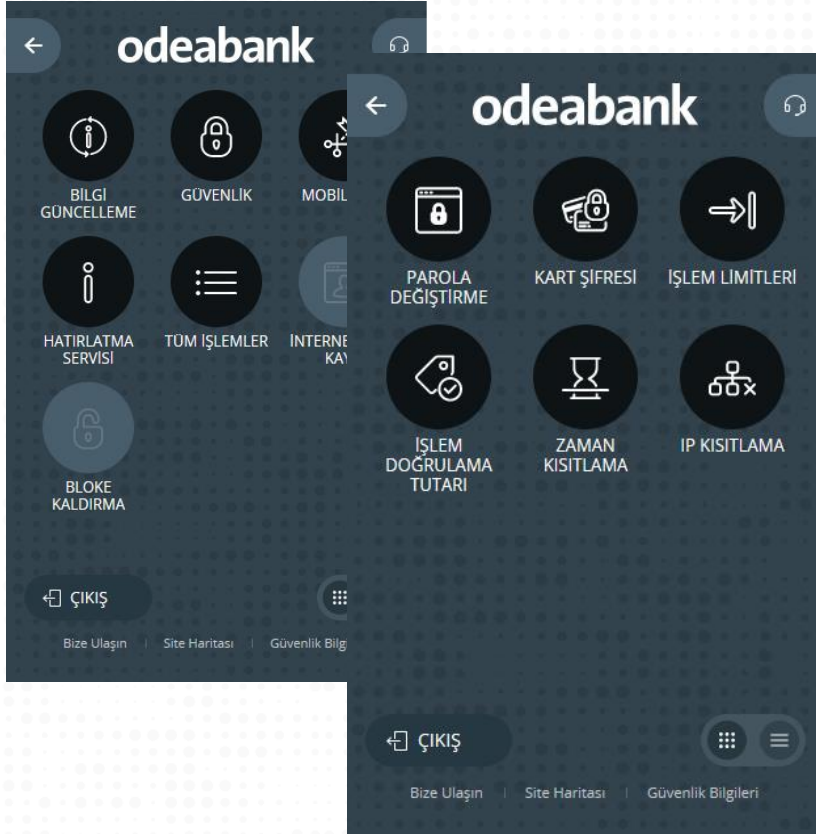 odeabank
BİLGİ
GÜNCELLEME
GÜVENLİK
MOBİL
HATIRLATMA
SERVİSİ
TÜM İŞLEMLER
BLOKE
KALDIRMA
ÇIKIŞ
Bize Ulaşın
Site Haritası
Güvenlik
odeabank
PAROLA
DEĞİŞTİRME
KART ŞİFRESİ
İŞLEM LİMİTLERİ
İŞLEM
DOĞRULAMA
TUTARI
ZAMAN
KISITLAMA
IP KISITLAMA
ÇIKIŞ
Bize Ulaşın
Site Haritası
Güvenlik Bilgileri